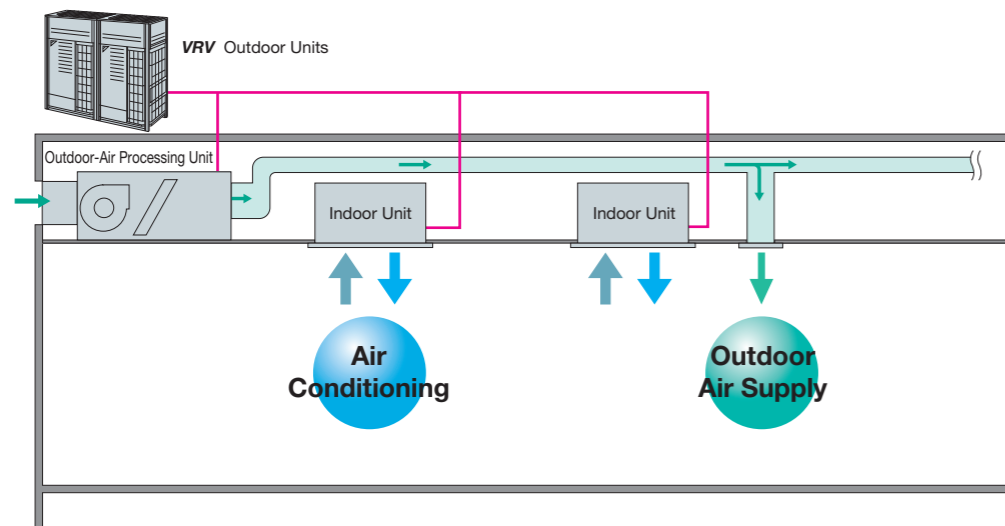 VRV Outdoor Units
Outdoor-Air Processing Unit
Indoor Unit
Indoor Unit
Air
Conditioning
Outdoor
Air Supply